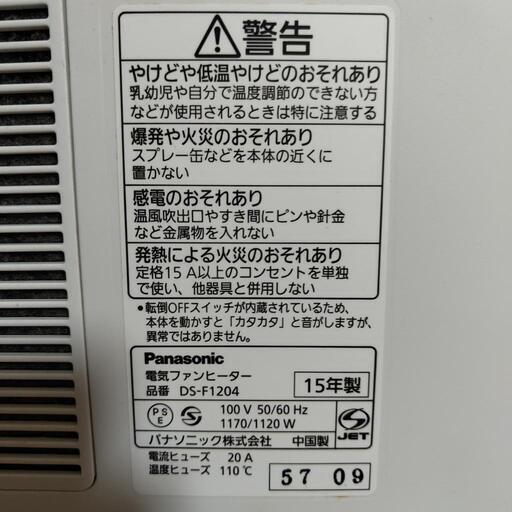 警告
やけどや低温やけどのおそれあり
乳幼児や自分で温度調節のできない方
などが使用されるときは特に注意する
爆発や火災のおそれあり
スプレー缶などを本体の近くに
置かない
感電のおそれあり
温風吹出口やすき間にピンや針金
など金属物を入れない
発熱による火災のおそれあり
定格15 A以上のコンセントを単独
で使い、他器具と併用しない
●転倒OFFスイッチが内蔵されているため、
本体を動かすと「カタカタ」と音がしますが、
異常ではありません。
Panasonic
電気ファンヒーター
品番 DS-F1204
15年製
PSE
100 V 50/60 Hz
1170/1120 W
パナソニック株式会社 中国製
S JET
電流ヒューズ 20 A
温度ヒューズ 110℃
57 09